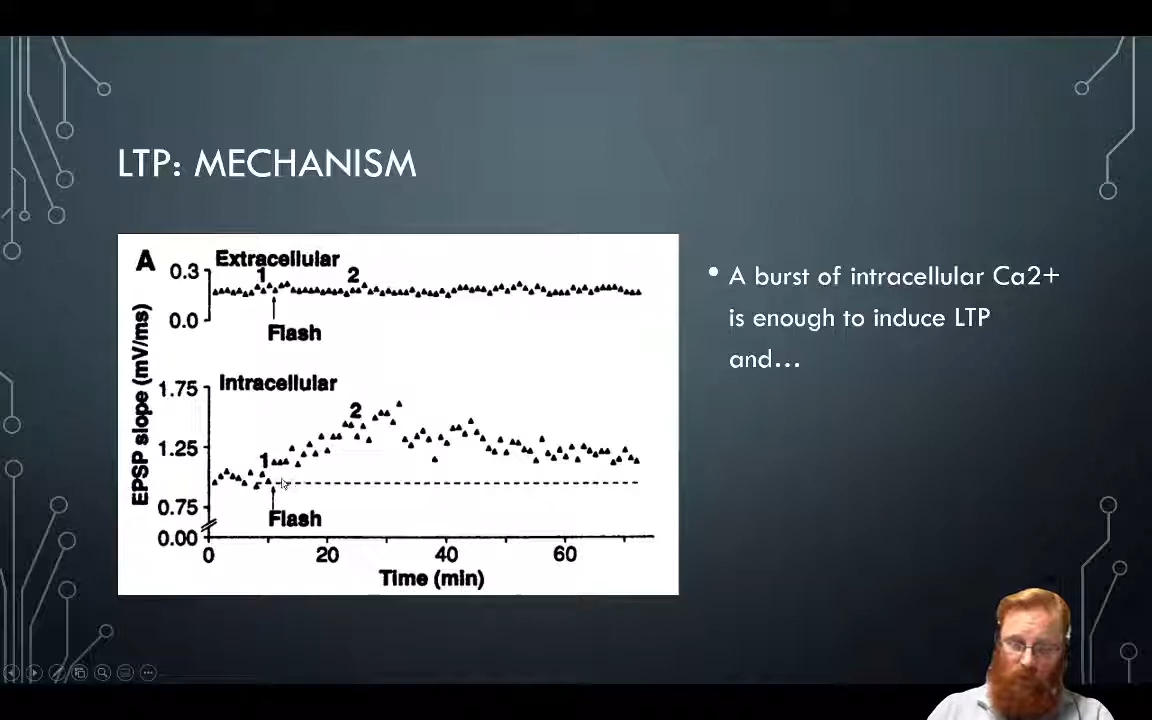 LTP: MECHANISM
A
Extracellular
0.3
1
2
0.0
Flash
EPSP slope (mV/ms)
1.75
Intracellular
2
1.25
1
0.75
Flash
0.00
0
20
40
60
Time (min)
A burst of intracellular Ca2+
is enough to induce LTP
and…